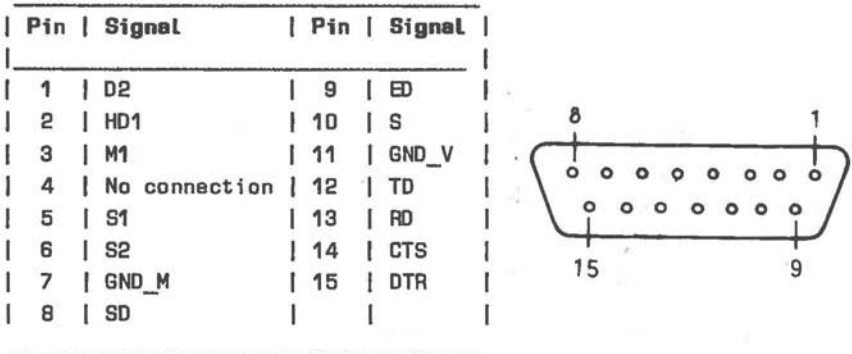 | Pin | Signal | Pin | Signal |
| 1 | D2 | 9 | ED |
| 2 | HD1 | 10 | S |
| 3 | M1 | 11 | GND_V |
| 4 | No connection | 12 | TD |
| 5 | S1 | 13 | RD |
| 6 | S2 | 14 | CTS |
| 7 | GND_M | 15 | DTR |
| 8 | SD | | |
8 1
15 9